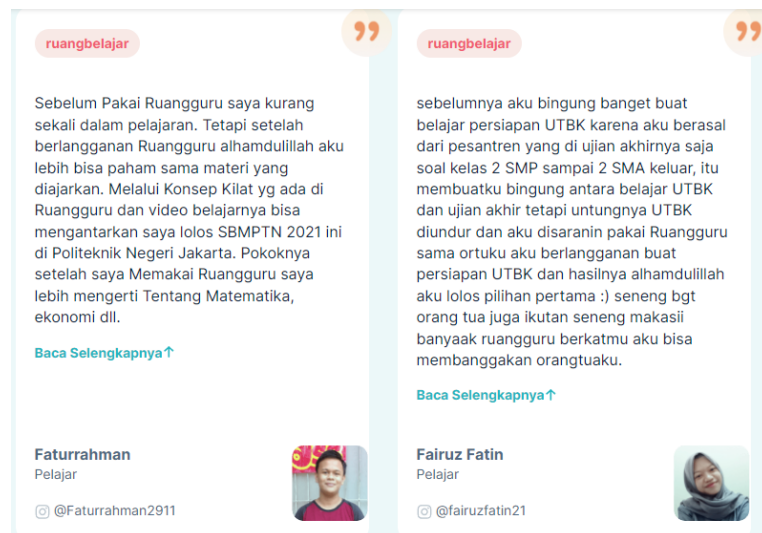 ruangbelajar
Sebelum Pakai Ruangguru saya kurang
sekali dalam pelajaran. Tetapi setelah
berlangganan Ruangguru alhamdulillah aku
lebih bisa paham sama materi yang
diajarkan. Melalui Konsep Kilat yg ada di
Ruangguru dan video belajarnya bisa
mengantarkan saya lolos SBMPTN 2021 ini
di Politeknik Negeri Jakarta. Pokoknya
setelah saya Memakai Ruangguru saya
lebih mengerti Tentang Matematika,
ekonomi dll.
Baca Selengkapnya↑
Faturrahman
Pelajar
@Faturrahman2911
ruangbelajar
sebelumnya aku bingung banget buat
belajar persiapan UTBK karena aku berasal
dari pesantren yang di ujian akhirnya saja
soal kelas 2 SMP sampai 2 SMA keluar, itu
membuatku bingung antara belajar UTBK
dan ujian akhir tetapi untungnya UTBK
diundur dan aku disaranin pakai Ruangguru
sama ortuku aku berlangganan buat
persiapan UTBK dan hasilnya alhamdulillah
aku lolos pilihan pertama :) seneng bgt
orang tua juga ikutan seneng makasii
banyaak ruangguru berkatmu aku bisa
membanggakan orangtuaku.
Baca Selengkapnya↑
Fairuz Fatin
Pelajar
@fairuzfatin21